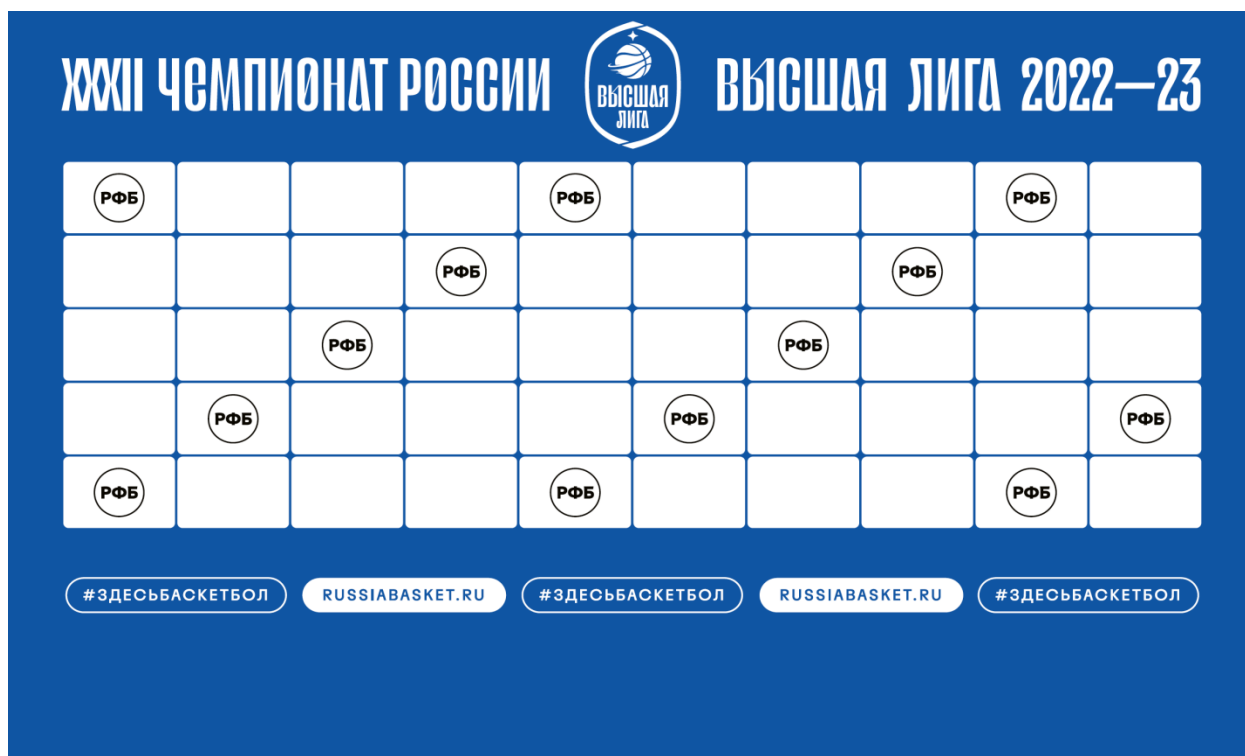 XXXII ЧЕМПИОНАТ РОССИИ ВЫСШАЯ ЛИГА ВЫСШАЯ ЛИГА 2022—23
РФБ РФБ РФБ
РФБ РФБ
РФБ РФБ
РФБ РФБ РФБ
РФБ РФБ РФБ
#ЗДЕСЬБАСКЕТБОЛ RUSSIABASKET.RU #ЗДЕСЬБАСКЕТБОЛ RUSSIABASKET.RU #ЗДЕСЬБАСКЕТБОЛ